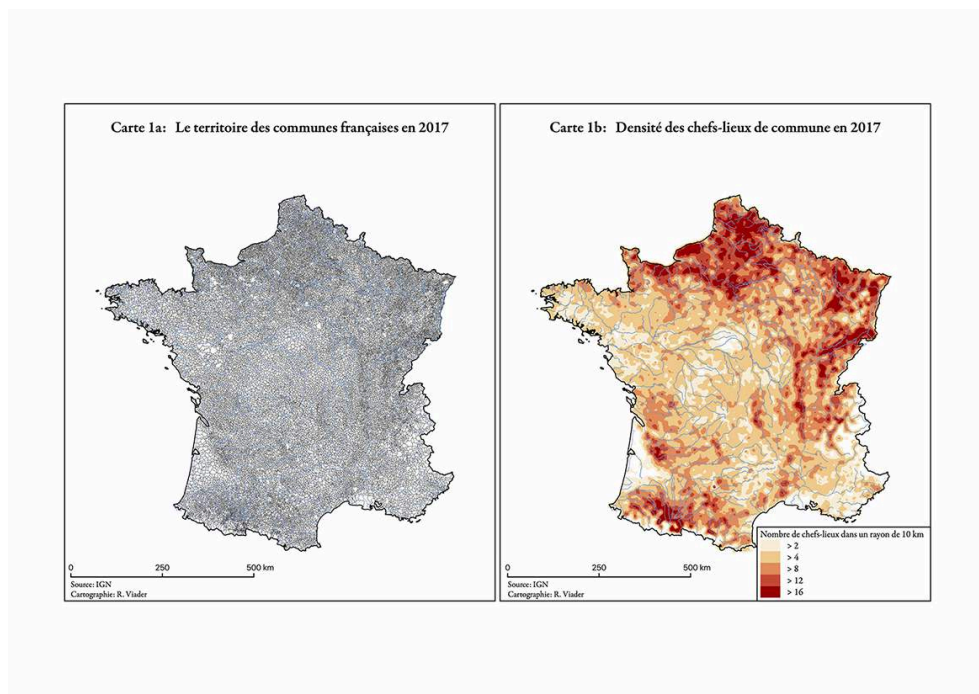 Carte 1a: Le territoire des communes françaises en 2017
0 250 500 km
Source: IGN
Cartographie: R. Viader
Carte 1b: Densité des chefs-lieux de commune en 2017
Nombre de chefs-lieux dans un rayon de 10 km
> 2
> 4
> 8
> 12
> 16
0 250 500 km
Source: IGN
Cartographie: R. Viader